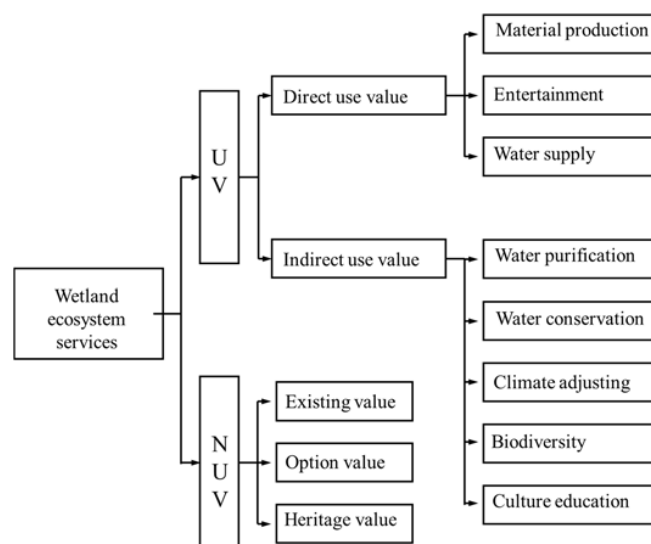 Wetland
ecosystem
services
U
V
N
U
V
Direct use value
Indirect use value
Existing value
Option value
Heritage value
Material production
Entertainment
Water supply
Water purification
Water conservation
Climate adjusting
Biodiversity
Culture education